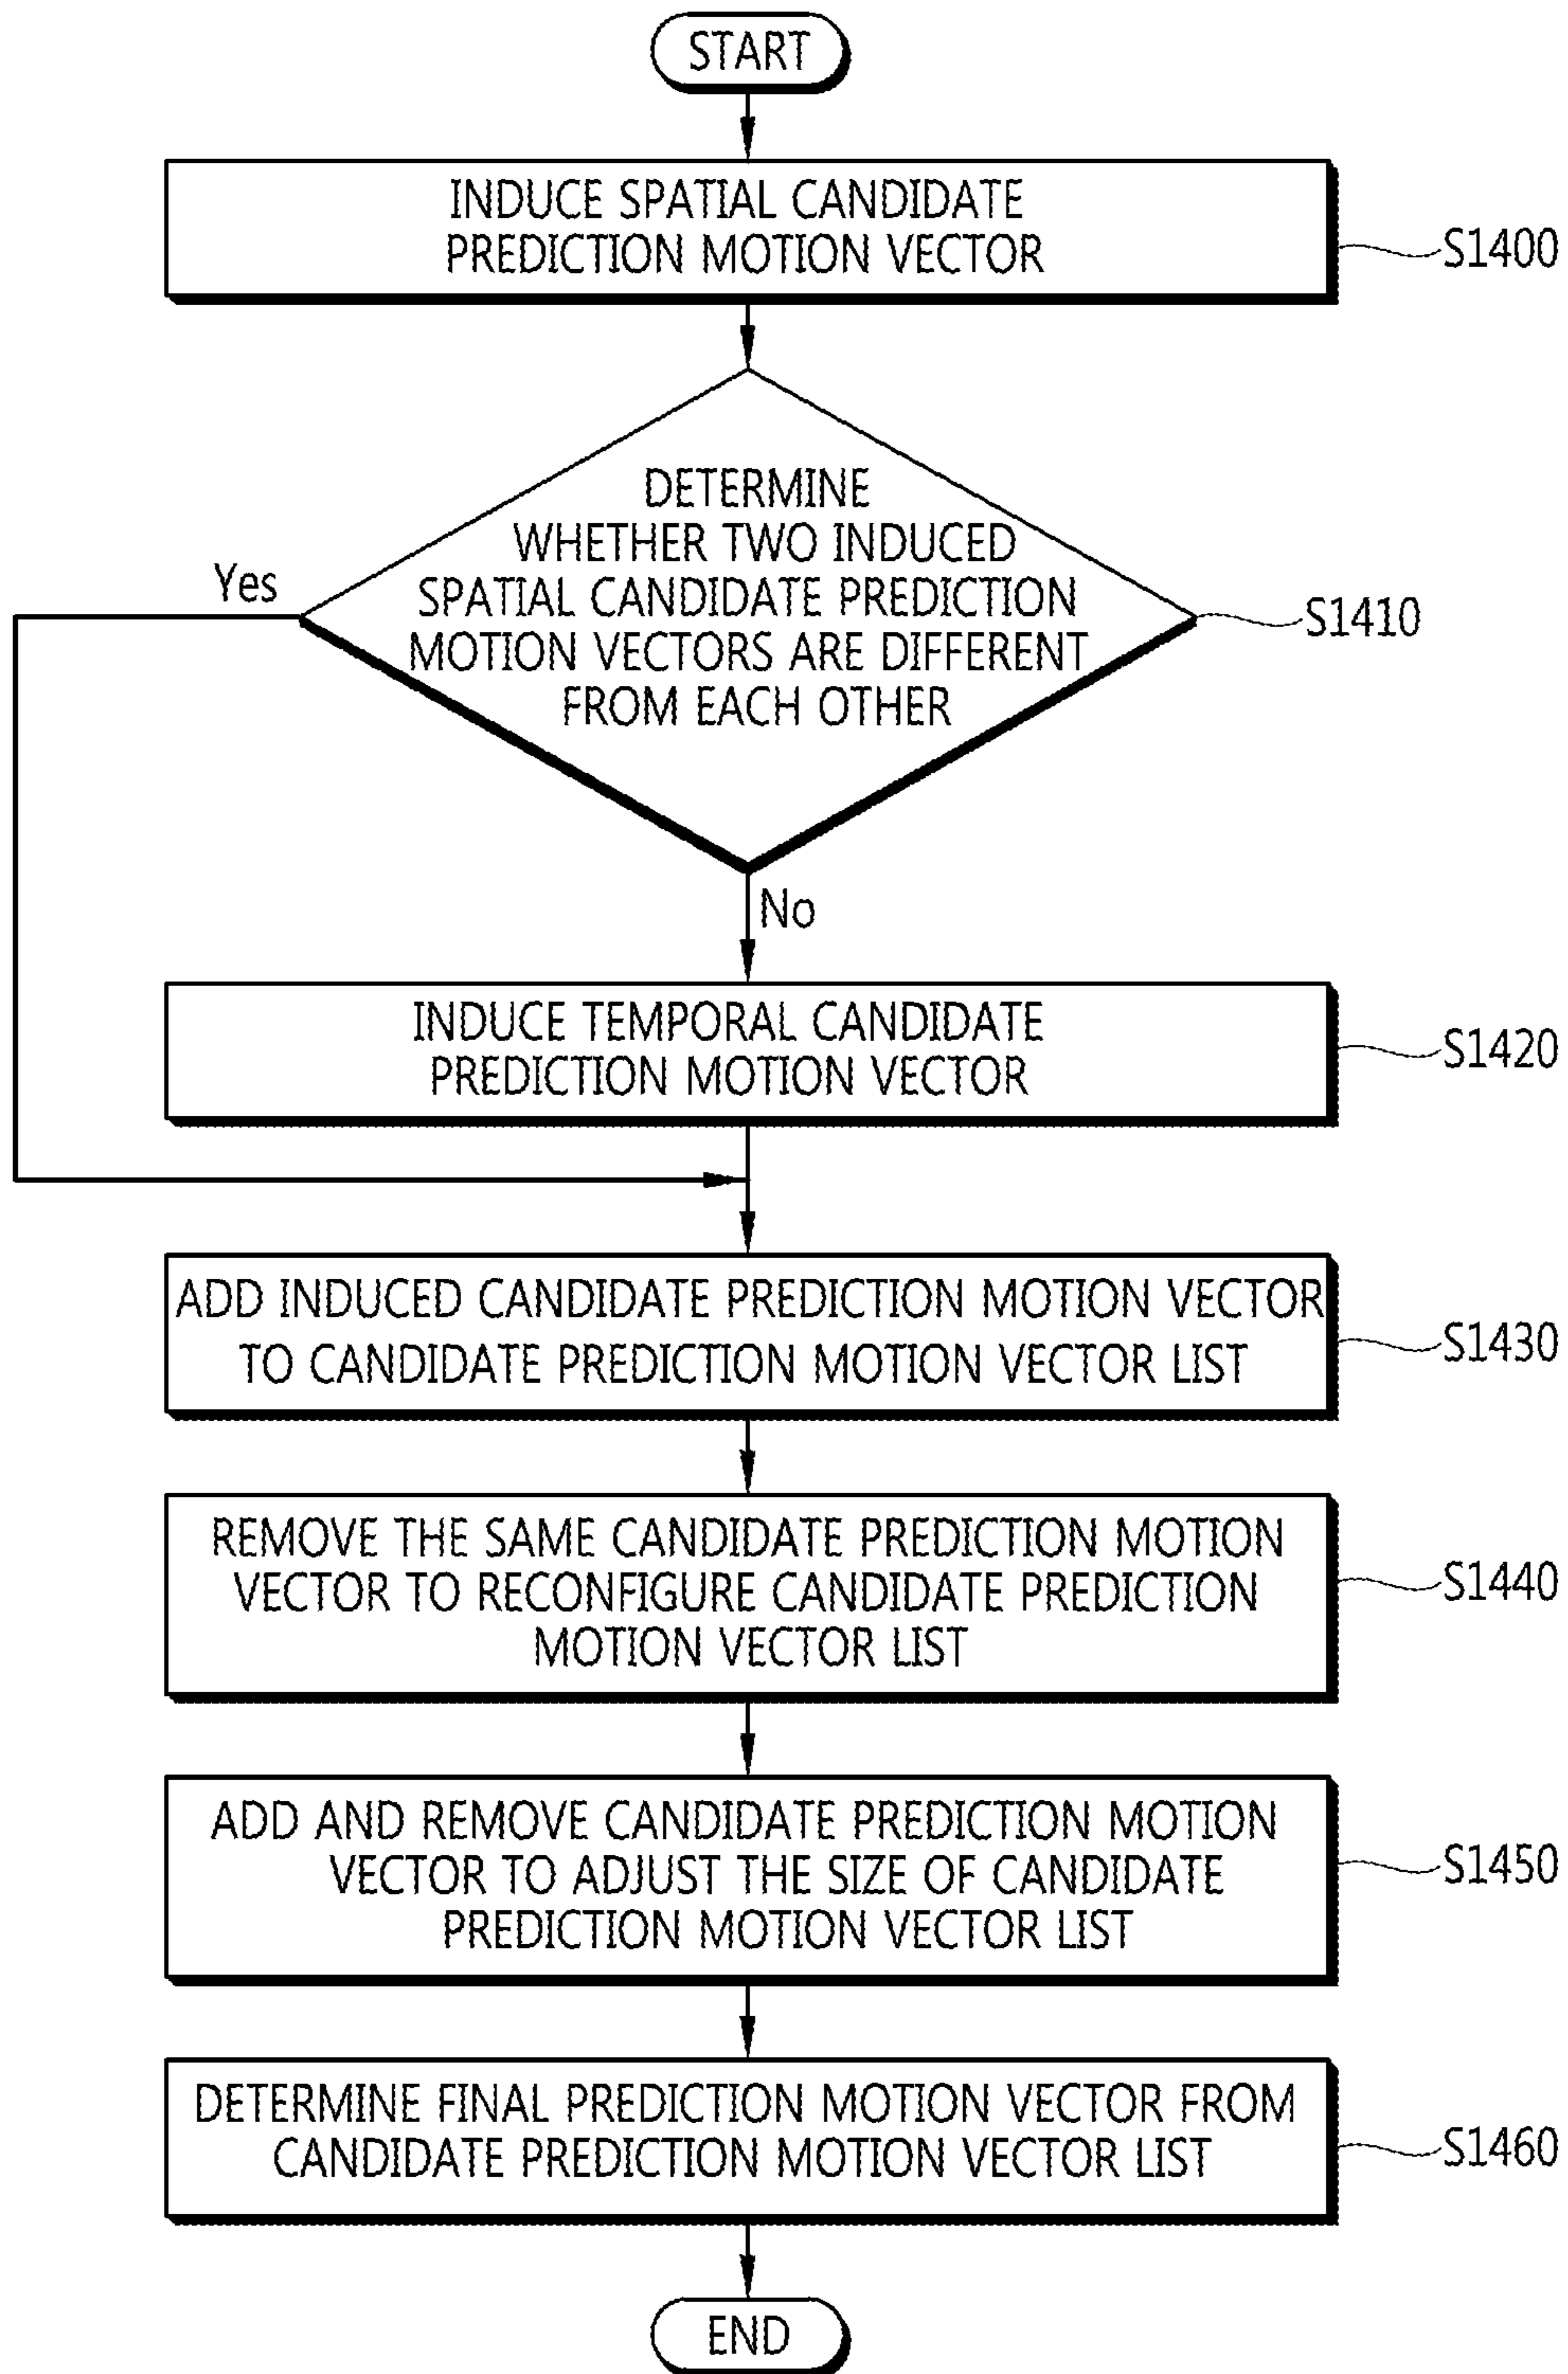 START
INDUCE SPATIAL CANDIDATE
PREDICTION MOTION VECTOR
S1400
DETERMINE
WHETHER TWO INDUCED
SPATIAL CANDIDATE PREDICTION
MOTION VECTORS ARE DIFFERENT
FROM EACH OTHER
Yes
S1410
No
INDUCE TEMPORAL CANDIDATE
PREDICTION MOTION VECTOR
S1420
ADD INDUCED CANDIDATE PREDICTION MOTION VECTOR
TO CANDIDATE PREDICTION MOTION VECTOR LIST
S1430
REMOVE THE SAME CANDIDATE PREDICTION MOTION
VECTOR TO RECONFIGURE CANDIDATE PREDICTION
MOTION VECTOR LIST
S1440
ADD AND REMOVE CANDIDATE PREDICTION MOTION
VECTOR TO ADJUST THE SIZE OF CANDIDATE
PREDICTION MOTION VECTOR LIST
S1450
DETERMINE FINAL PREDICTION MOTION VECTOR FROM
CANDIDATE PREDICTION MOTION VECTOR LIST
S1460
END